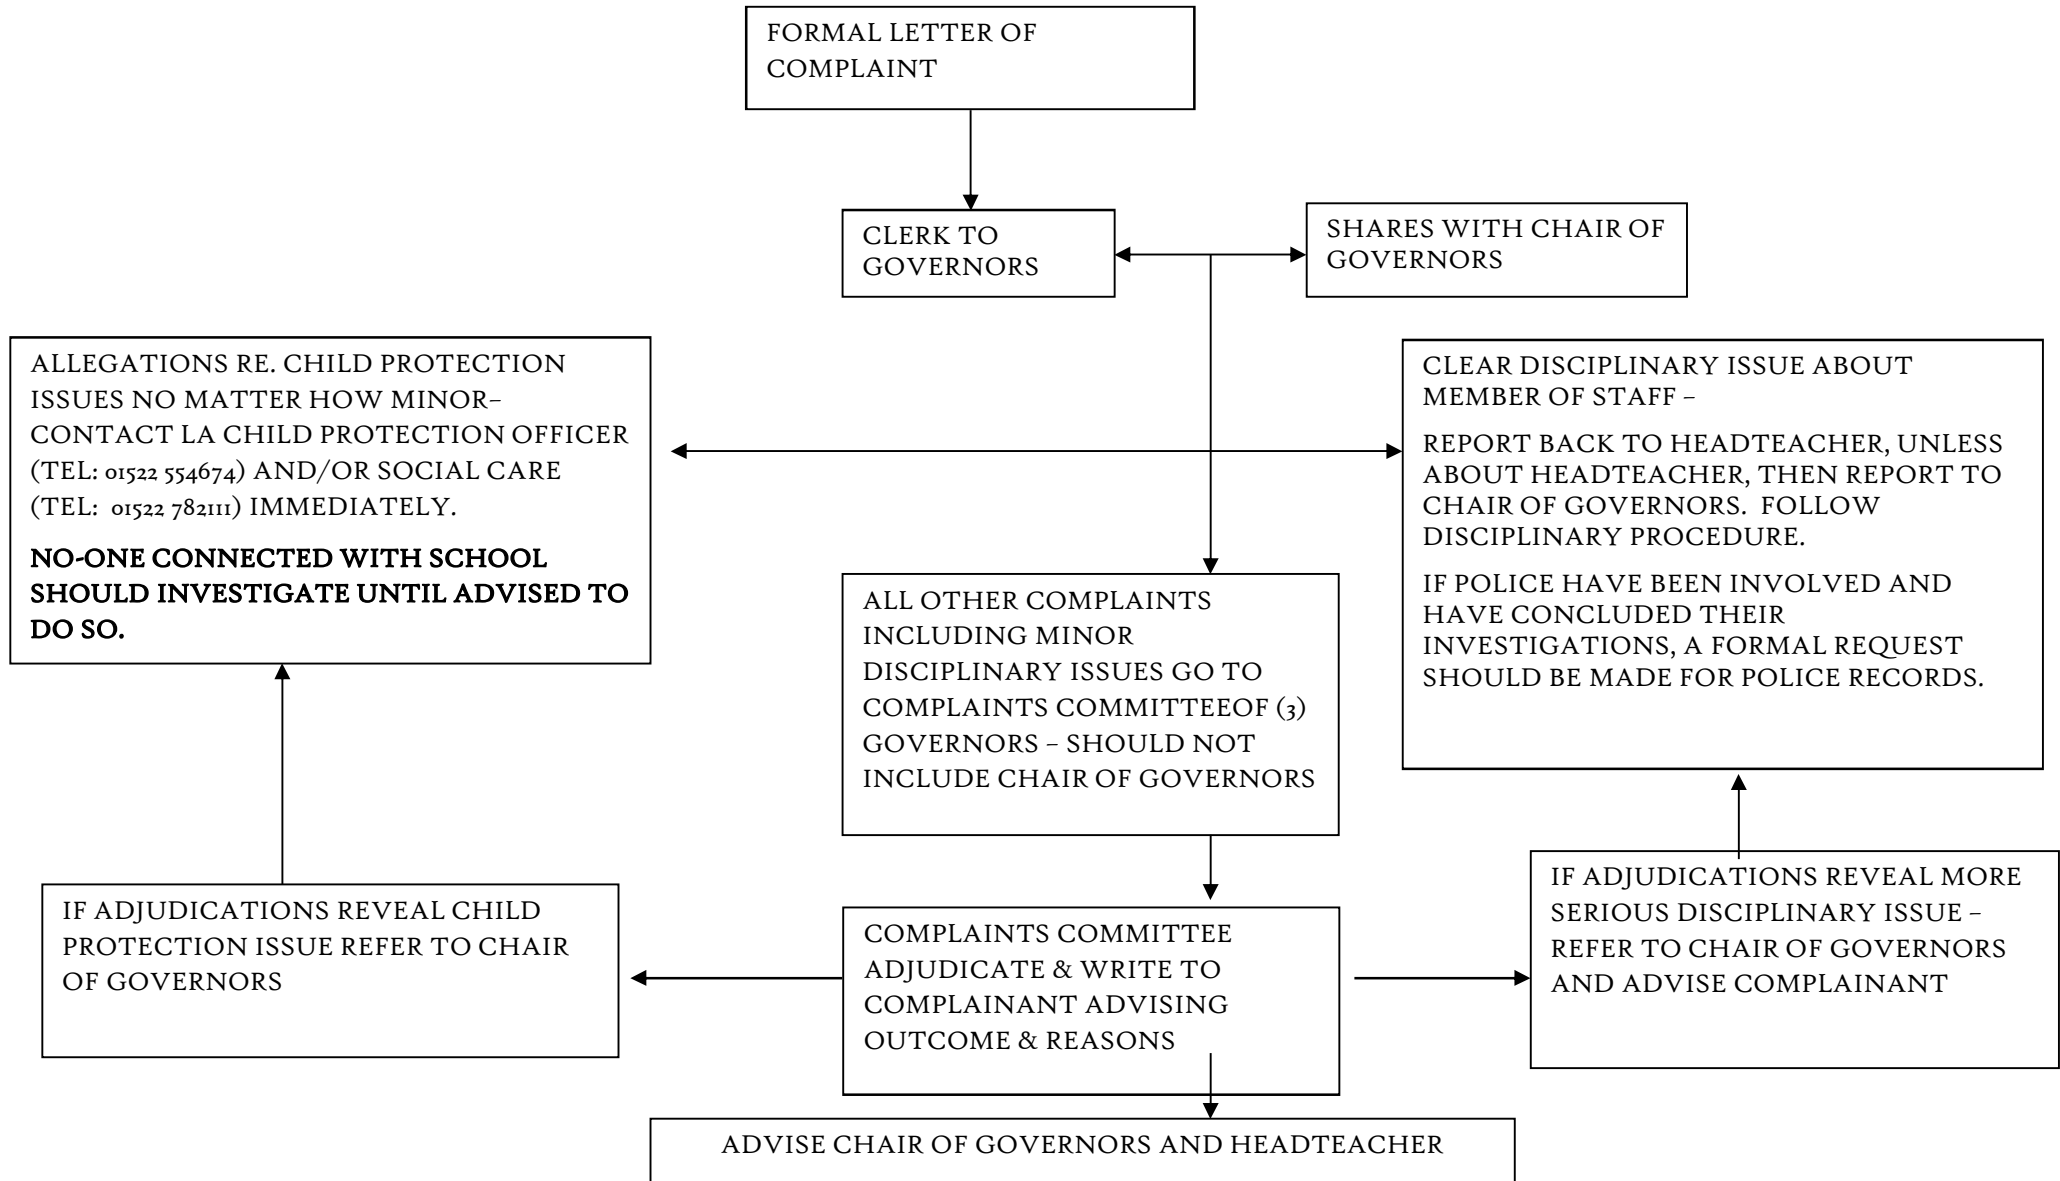 FORMAL LETTER OF
COMPLAINT
CLERK TO
GOVERNORS
SHARES WITH CHAIR OF
GOVERNORS
ALLEGATIONS RE. CHILD PROTECTION
ISSUES NO MATTER HOW MINOR–
CONTACT LA CHILD PROTECTION OFFICER
(TEL: 01522 554674) AND/OR SOCIAL CARE
(TEL: 01522 782111) IMMEDIATELY.
NO-ONE CONNECTED WITH SCHOOL
SHOULD INVESTIGATE UNTIL ADVISED TO
DO SO.
CLEAR DISCIPLINARY ISSUE ABOUT
MEMBER OF STAFF –
REPORT BACK TO HEADTEACHER, UNLESS
ABOUT HEADTEACHER, THEN REPORT TO
CHAIR OF GOVERNORS. FOLLOW
DISCIPLINARY PROCEDURE.
IF POLICE HAVE BEEN INVOLVED AND
HAVE CONCLUDED THEIR
INVESTIGATIONS, A FORMAL REQUEST
SHOULD BE MADE FOR POLICE RECORDS.
ALL OTHER COMPLAINTS
INCLUDING MINOR
DISCIPLINARY ISSUES GO TO
COMPLAINTS COMMITTEEOF (3)
GOVERNORS – SHOULD NOT
INCLUDE CHAIR OF GOVERNORS
IF ADJUDICATIONS REVEAL CHILD
PROTECTION ISSUE REFER TO CHAIR
OF GOVERNORS
COMPLAINTS COMMITTEE
ADJUDICATE & WRITE TO
COMPLAINANT ADVISING
OUTCOME & REASONS
IF ADJUDICATIONS REVEAL MORE
SERIOUS DISCIPLINARY ISSUE –
REFER TO CHAIR OF GOVERNORS
AND ADVISE COMPLAINANT
ADVISE CHAIR OF GOVERNORS AND HEADTEACHER